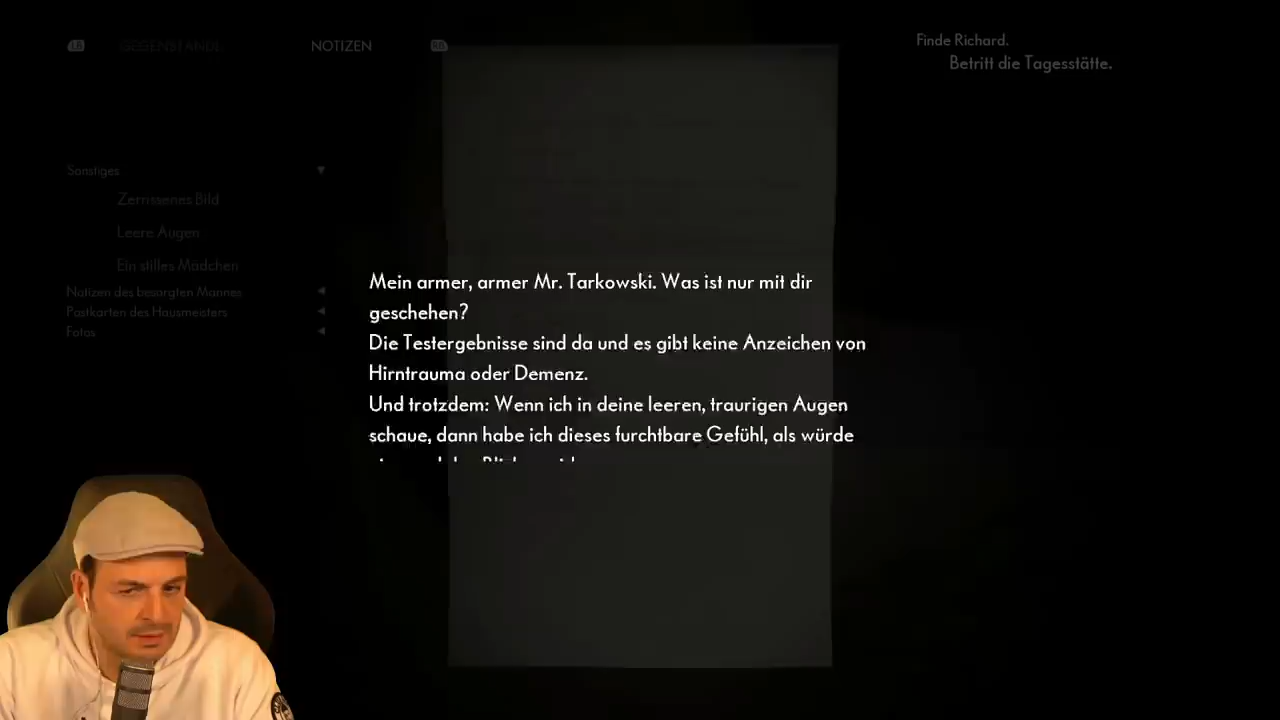 LB
GEGENSTÄNDE
NOTIZEN
RB
Finde Richard.
Betritt die Tagesstätte.
Sonstiges
Zerrissenes Bild
Leere Augen
Ein stilles Mädchen
Notizen des besorgten Mannes
Postkarten des Hausmeisters
Fotos
Mein armer, armer Mr. Tarkowski. Was ist nur mit dir
geschehen?
Die Testergebnisse sind da und es gibt keine Anzeichen von
Hirntrauma oder Demenz.
Und trotzdem: Wenn ich in deine leeren, traurigen Augen
schaue, dann habe ich dieses furchtbare Gefühl, als würde